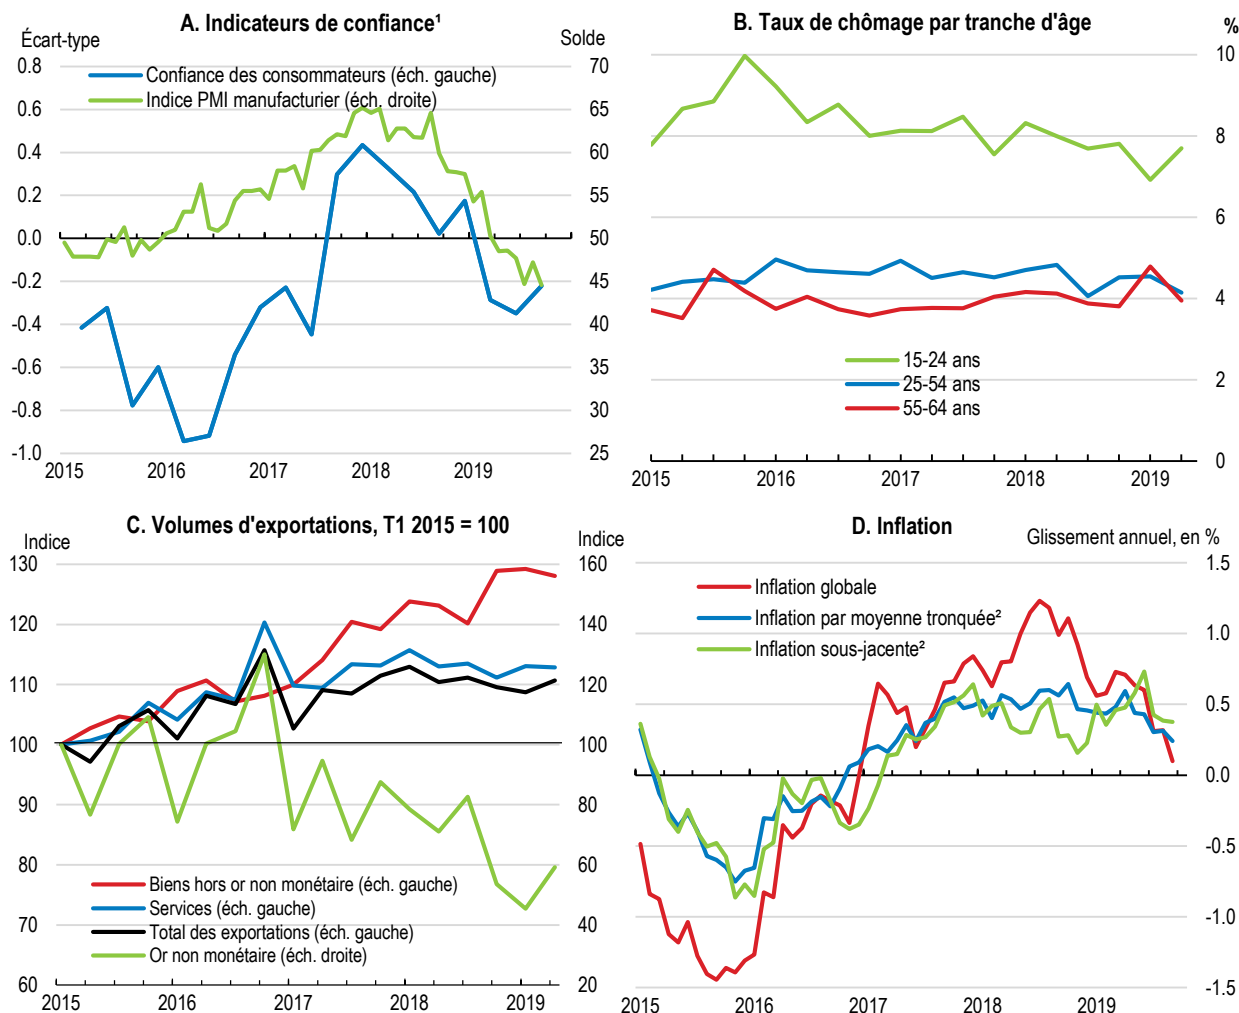 A. Indicateurs de confiance¹
Écart-type
Solde
Confiance des consommateurs (éch. gauche)
Indice PMI manufacturier (éch. droite)
0.8
0.6
0.4
0.2
0.0
-0.2
-0.4
-0.6
-0.8
-1.0
70
65
60
55
50
45
40
35
30
25
2015 2016 2017 2018 2019
B. Taux de chômage par tranche d'âge
%
10
8
6
4
2
0
15-24 ans
25-54 ans
55-64 ans
2015 2016 2017 2018 2019
C. Volumes d'exportations, T1 2015 = 100
Indice
Indice
130
120
110
100
90
80
70
60
160
140
120
100
80
60
40
20
Biens hors or non monétaire (éch. gauche)
Services (éch. gauche)
Total des exportations (éch. gauche)
Or non monétaire (éch. droite)
2015 2016 2017 2018 2019
D. Inflation
Glissement annuel, en %
Inflation globale
Inflation par moyenne tronquée²
Inflation sous-jacente²
1.5
1.0
0.5
0.0
-0.5
-1.0
-1.5
2015 2016 2017 2018 2019